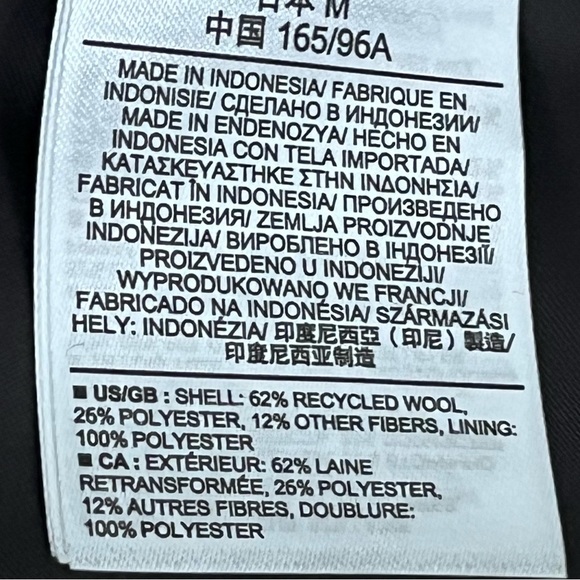 日本 M
中国 165/96A
MADE IN INDONESIA/ FABRIQUE EN
INDONISIE/ СДЕЛАНО В ИНДОНЕЗИИ/
MADE IN ENDENOZYA/ HECHO EN
INDONESIA CON TELA IMPORTADA/
ΚΑΤΑΣΚΕΥΑΣΤΗΚΕ ΣΤΗΝ ΙΝΔΟΝΗΣΙΑ/
FABRICAT ÎN INDONESIA/ ПРОИЗВЕДЕНО
В ИНДОНЕЗИЯ/ ZEMLJA PROIZVODNJE
INDONEZIJA/ ВИРОБЛЕНО В ІНДОНЕЗІЇ/
PROIZVEDENO U INDONEZIJI/
WYPRODUKOWANO WE FRANCJI/
FABRICADO NA INDONÉSIA/ SZÁRMAZÁSI
HELY: INDONÉZIA/ 印度尼西亞（印尼）製造/
印度尼西亚制造
■ US/GB : SHELL: 62% RECYCLED WOOL,
26% POLYESTER, 12% OTHER FIBERS, LINING:
100% POLYESTER
■ CA : EXTÉRIEUR: 62% LAINE
RETRANSFORMÉE, 26% POLYESTER,
12% AUTRES FIBRES, DOUBLURE:
100% POLYESTER